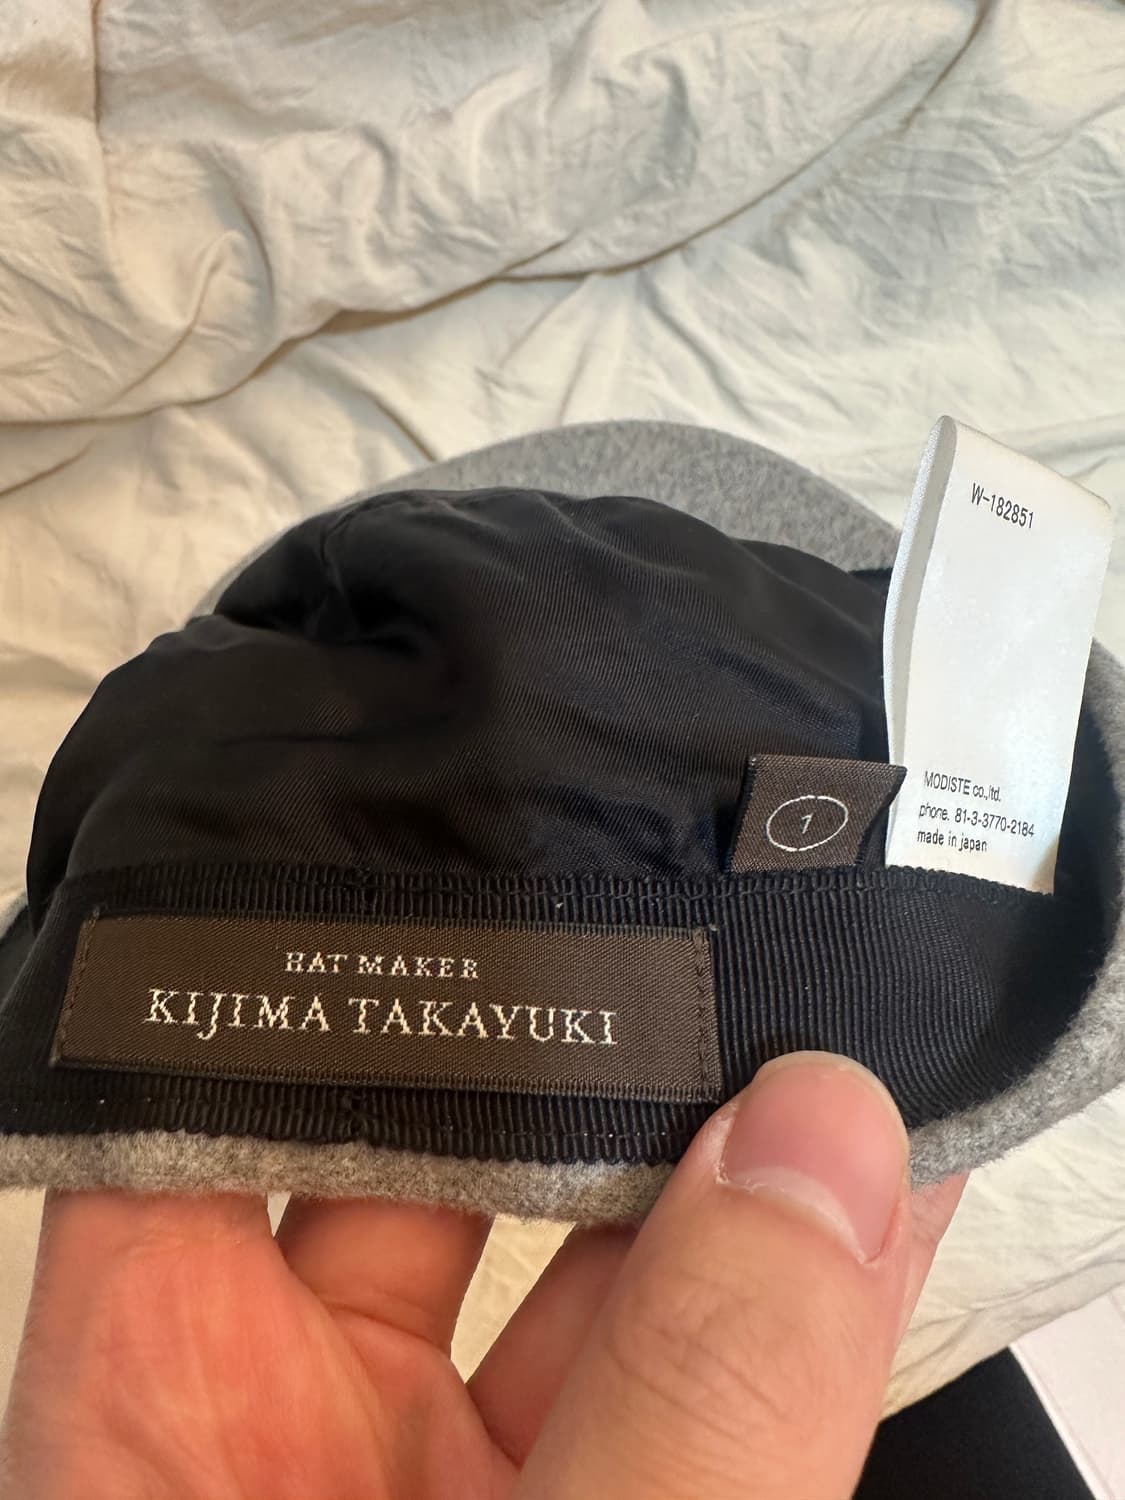 W-182851
MODISTE co.,ltd.
phone. 81-3-3770-2184
made in japan
1
HAT MAKER
KIJIMA TAKAYUKI